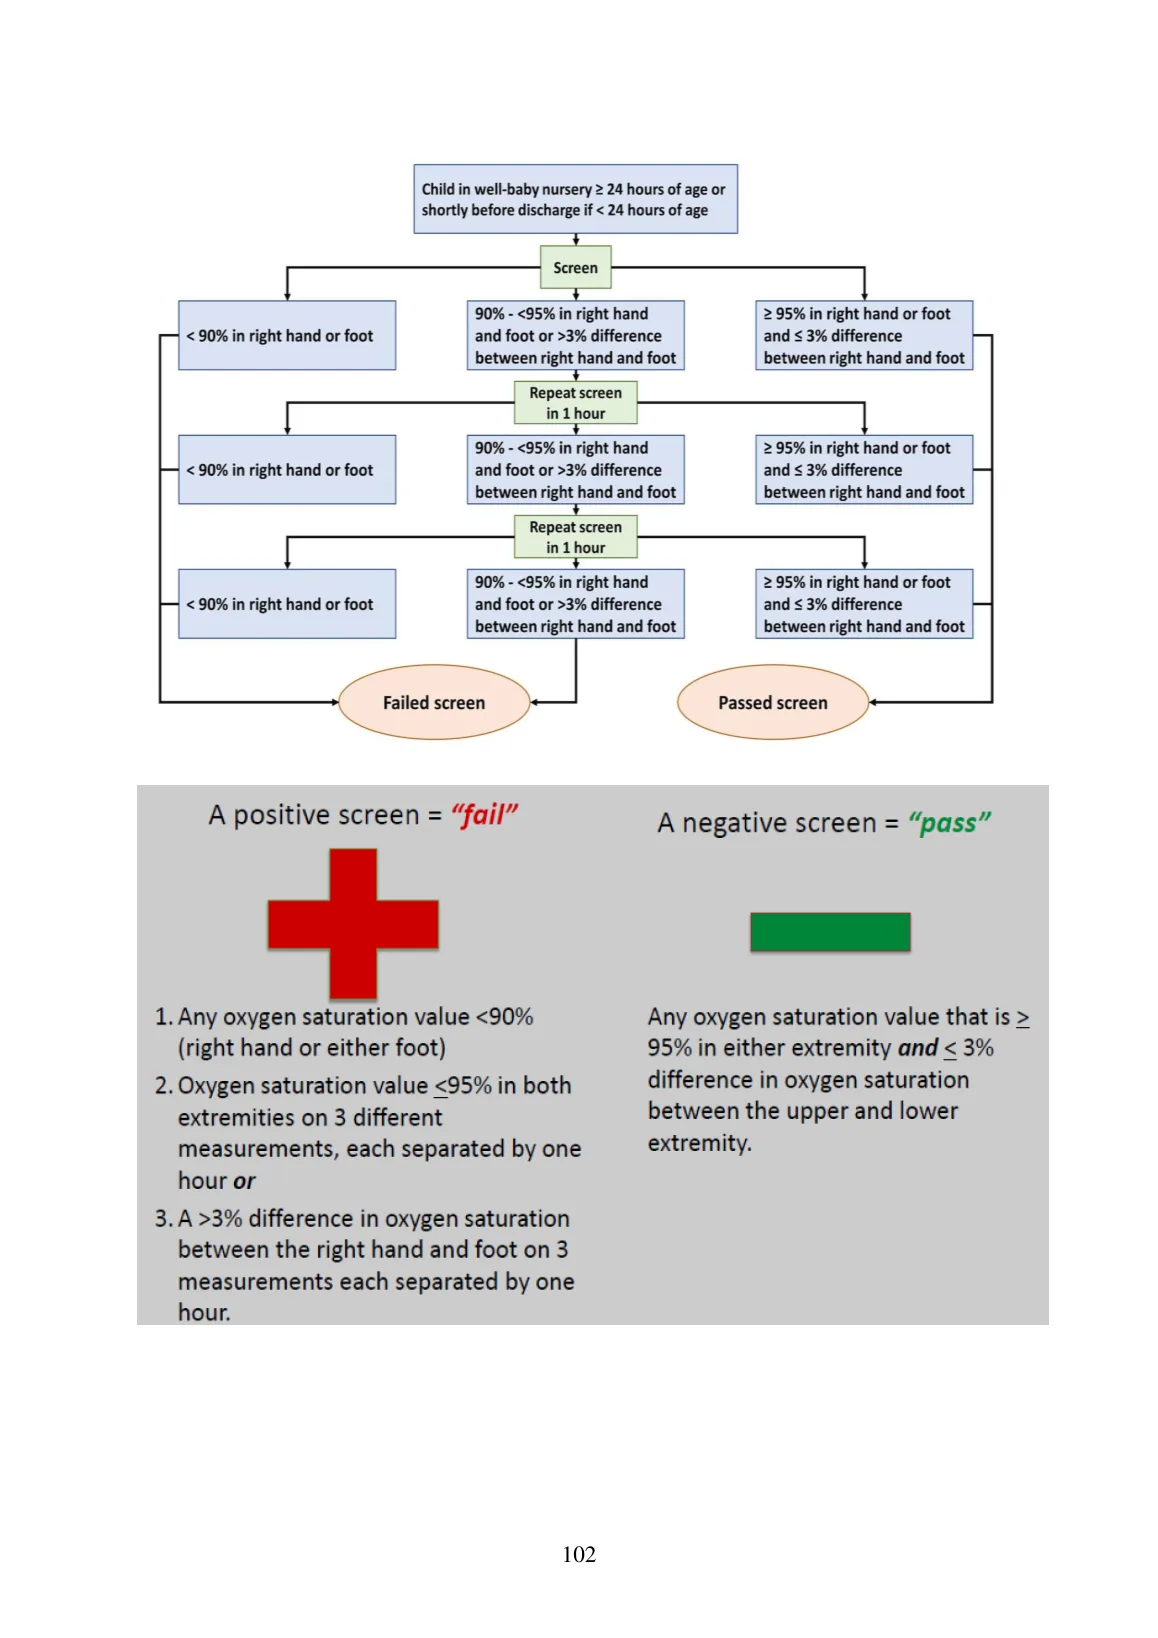 Child in well-baby nursery ≥ 24 hours of age or
shortly before discharge if < 24 hours of age
Screen
< 90% in right hand or foot
90% - <95% in right hand
and foot or >3% difference
between right hand and foot
≥ 95% in right hand or foot
and ≤ 3% difference
between right hand and foot
Repeat screen
in 1 hour
< 90% in right hand or foot
90% - <95% in right hand
and foot or >3% difference
between right hand and foot
≥ 95% in right hand or foot
and ≤ 3% difference
between right hand and foot
Repeat screen
in 1 hour
< 90% in right hand or foot
90% - <95% in right hand
and foot or >3% difference
between right hand and foot
≥ 95% in right hand or foot
and ≤ 3% difference
between right hand and foot
Failed screen
Passed screen
A positive screen = “fail”
1. Any oxygen saturation value <90%
(right hand or either foot)
2. Oxygen saturation value ≤95% in both
extremities on 3 different
measurements, each separated by one
hour or
3. A >3% difference in oxygen saturation
between the right hand and foot on 3
measurements each separated by one
hour.
A negative screen = “pass”
Any oxygen saturation value that is ≥
95% in either extremity and ≤ 3%
difference in oxygen saturation
between the upper and lower
extremity.
102